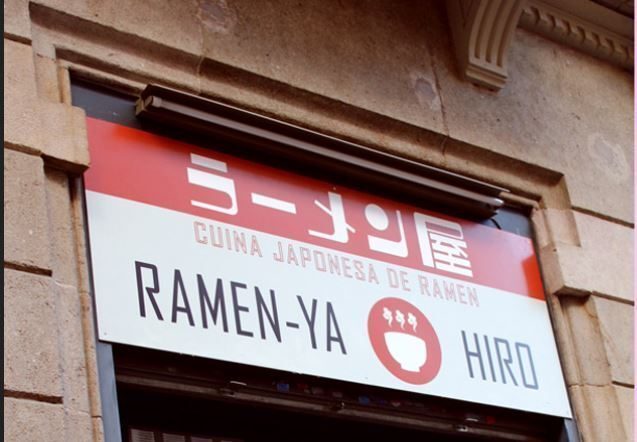 ラーメン屋
CUINA JAPONESA DE RAMEN
RAMEN-YA HIRO